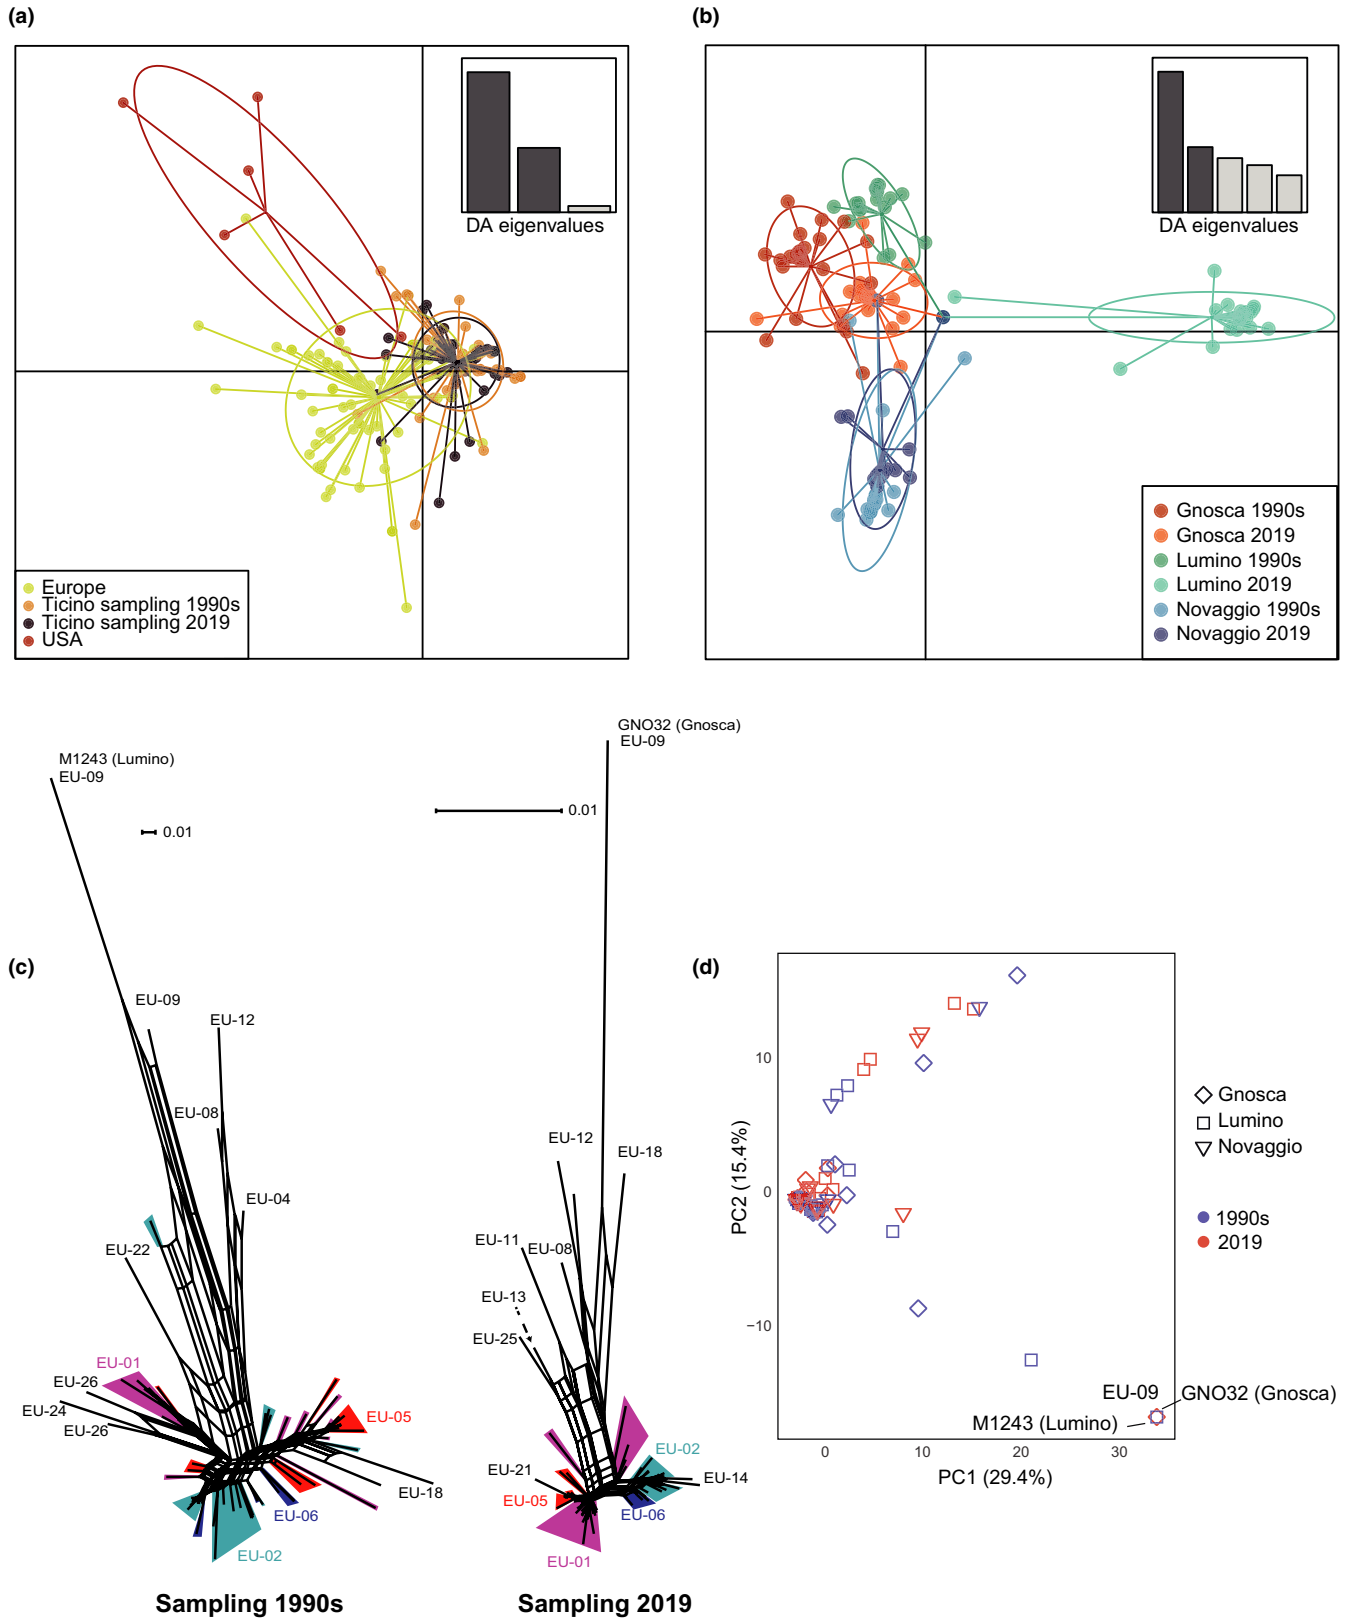 (a)
DA eigenvalues
Europe
Ticino sampling 1990s
Ticino sampling 2019
USA
(b)
DA eigenvalues
Gnosca 1990s
Gnosca 2019
Lumino 1990s
Lumino 2019
Novaggio 1990s
Novaggio 2019
(c)
M1243 (Lumino)
EU-09
0.01
EU-09
EU-12
EU-08
EU-04
EU-22
EU-01
EU-26
EU-24
EU-26
EU-05
EU-18
EU-06
EU-02
Sampling 1990s
GNO32 (Gnosca)
EU-09
0.01
EU-12
EU-18
EU-11
EU-08
EU-13
EU-25
EU-02
EU-21
EU-14
EU-05
EU-06
EU-01
Sampling 2019
(d)
PC2 (15.4%)
10
0
−10
0
10
20
30
PC1 (29.4%)
EU-09
GNO32 (Gnosca)
M1243 (Lumino)
Gnosca
Lumino
Novaggio
1990s
2019